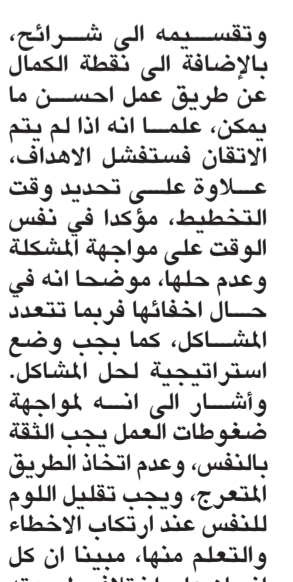 وتقسيمه الى شرائح،
بالإضافة الى نقطة الكمال
عن طريق عمل احسن ما
يمكن، علما انه اذا لم يتم
الاتقان فستفشل الاهداف،
علاوة على تحديد وقت
التخطيط، مؤكدا في نفس
الوقت على مواجهة المشكلة
وعدم حلها، موضحا انه في
حال اخفائها فربما تتعدد
المشاكل، كما يجب وضع
استراتيجية لحل المشاكل.
وأشار الى انه لمواجهة
ضغوطات العمل يجب الثقة
بالنفس، وعدم اتخاذ الطريق
المتعرج، ويجب تقليل اللوم
للنفس عند ارتكاب الاخطاء
والتعلم منها، مبينا ان كل